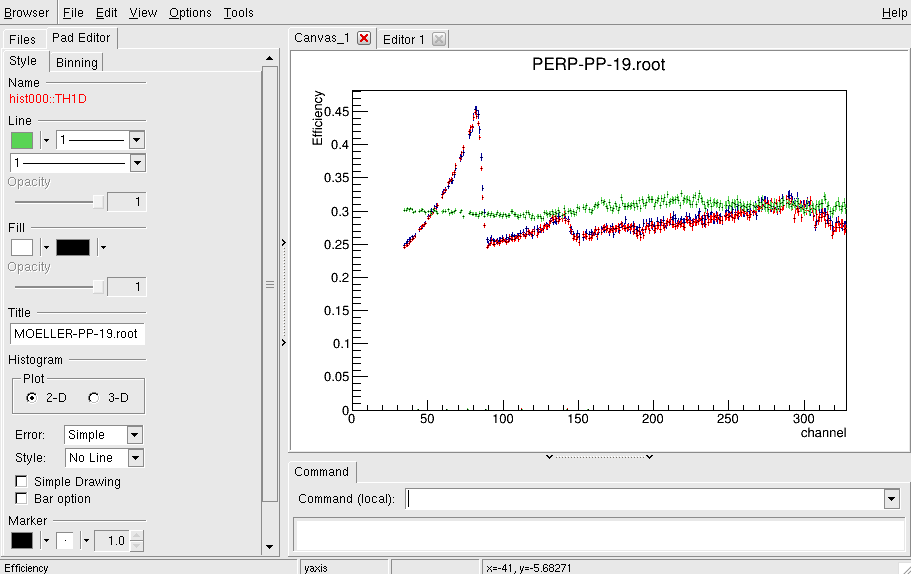 Browser File Edit View Options Tools Help
Files Pad Editor
Style Binning
Name
hist000::TH1D
Line
1
1
Opacity
1
Fill
Opacity
1
Title
MOELLER-PP-19.root
Histogram
Plot
2-D 3-D
Error: Simple
Style: No Line
Simple Drawing
Bar option
Marker
1.0
Canvas_1 Editor 1
PERP-PP-19.root
Efficiency
0.45
0.4
0.35
0.3
0.25
0.2
0.15
0.1
0.05
0
0 50 100 150 200 250 300
channel
Command
Command (local):
Efficiency yaxis x=-41, y=-5.68271